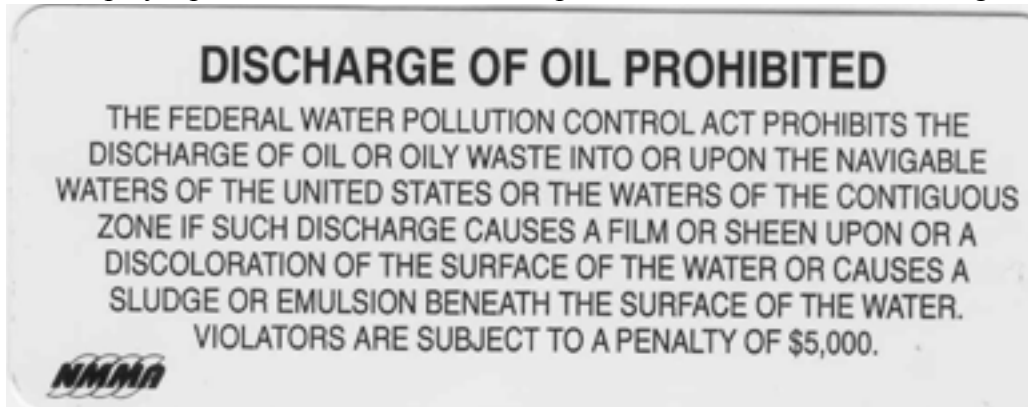 DISCHARGE OF OIL PROHIBITED
THE FEDERAL WATER POLLUTION CONTROL ACT PROHIBITS THE
DISCHARGE OF OIL OR OILY WASTE INTO OR UPON THE NAVIGABLE
WATERS OF THE UNITED STATES OR THE WATERS OF THE CONTIGUOUS
ZONE IF SUCH DISCHARGE CAUSES A FILM OR SHEEN UPON OR A
DISCOLORATION OF THE SURFACE OF THE WATER OR CAUSES A
SLUDGE OR EMULSION BENEATH THE SURFACE OF THE WATER.
VIOLATORS ARE SUBJECT TO A PENALTY OF $5,000.
NMMA